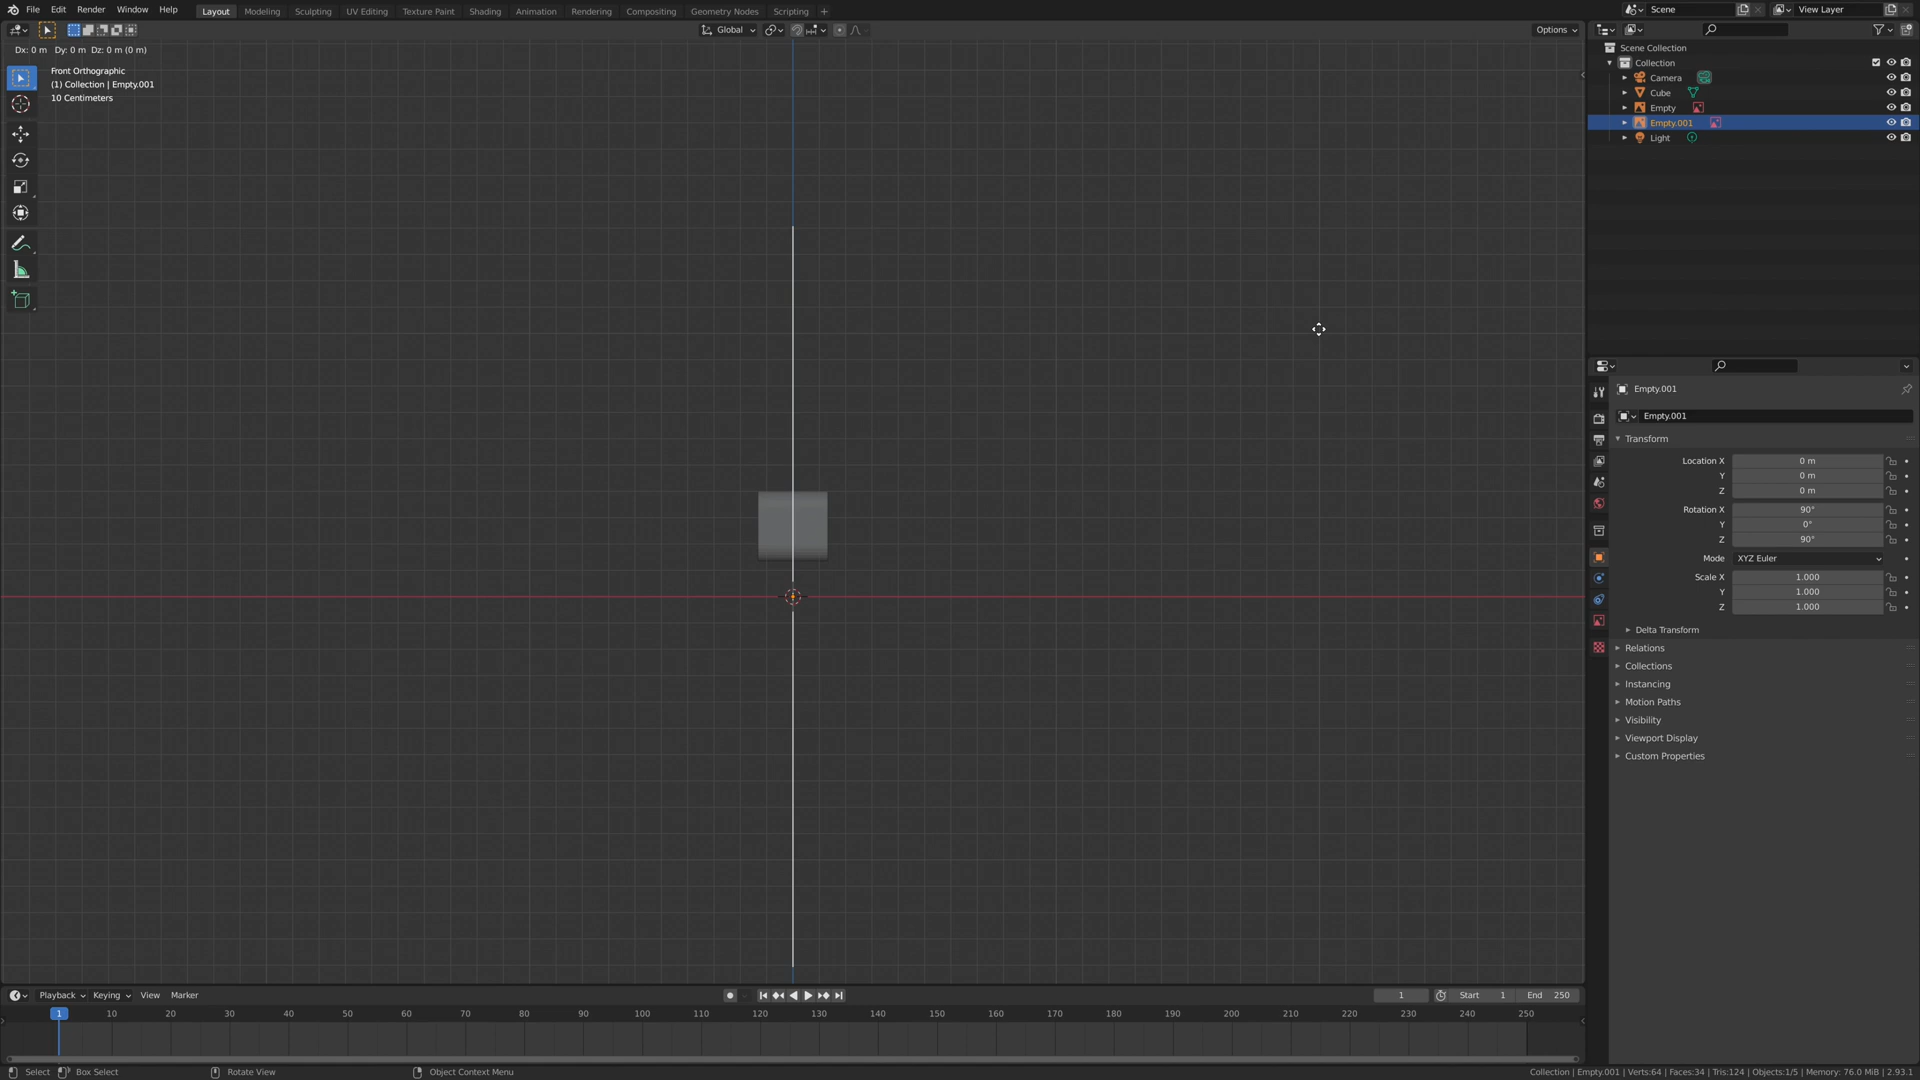 File Edit Render Window Help Layout Modeling Sculpting UV Editing Texture Paint Shading Animation Rendering Compositing Geometry Nodes Scripting + Scene View Layer
Global Options
Dx: 0 m Dy: 0 m Dz: 0 m (0 m)
Front Orthographic
(1) Collection | Empty.001
10 Centimeters
Scene Collection
Collection
Camera
Cube
Empty
Empty.001
Light
Empty.001
Empty.001
Transform
Location X 0 m
Y 0 m
Z 0 m
Rotation X 90°
Y 0°
Z 90°
Mode XYZ Euler
Scale X 1.000
Y 1.000
Z 1.000
Delta Transform
Relations
Collections
Instancing
Motion Paths
Visibility
Viewport Display
Custom Properties
Playback Keying View Marker 1 Start 1 End 250
1 10 20 30 40 50 60 70 80 90 100 110 120 130 140 150 160 170 180 190 200 210 220 230 240 250
Select Box Select Rotate View Object Context Menu Collection | Empty.001 | Verts:64 | Faces:34 | Tris:124 | Objects:1/5 | Memory: 76.0 MiB | 2.93.1